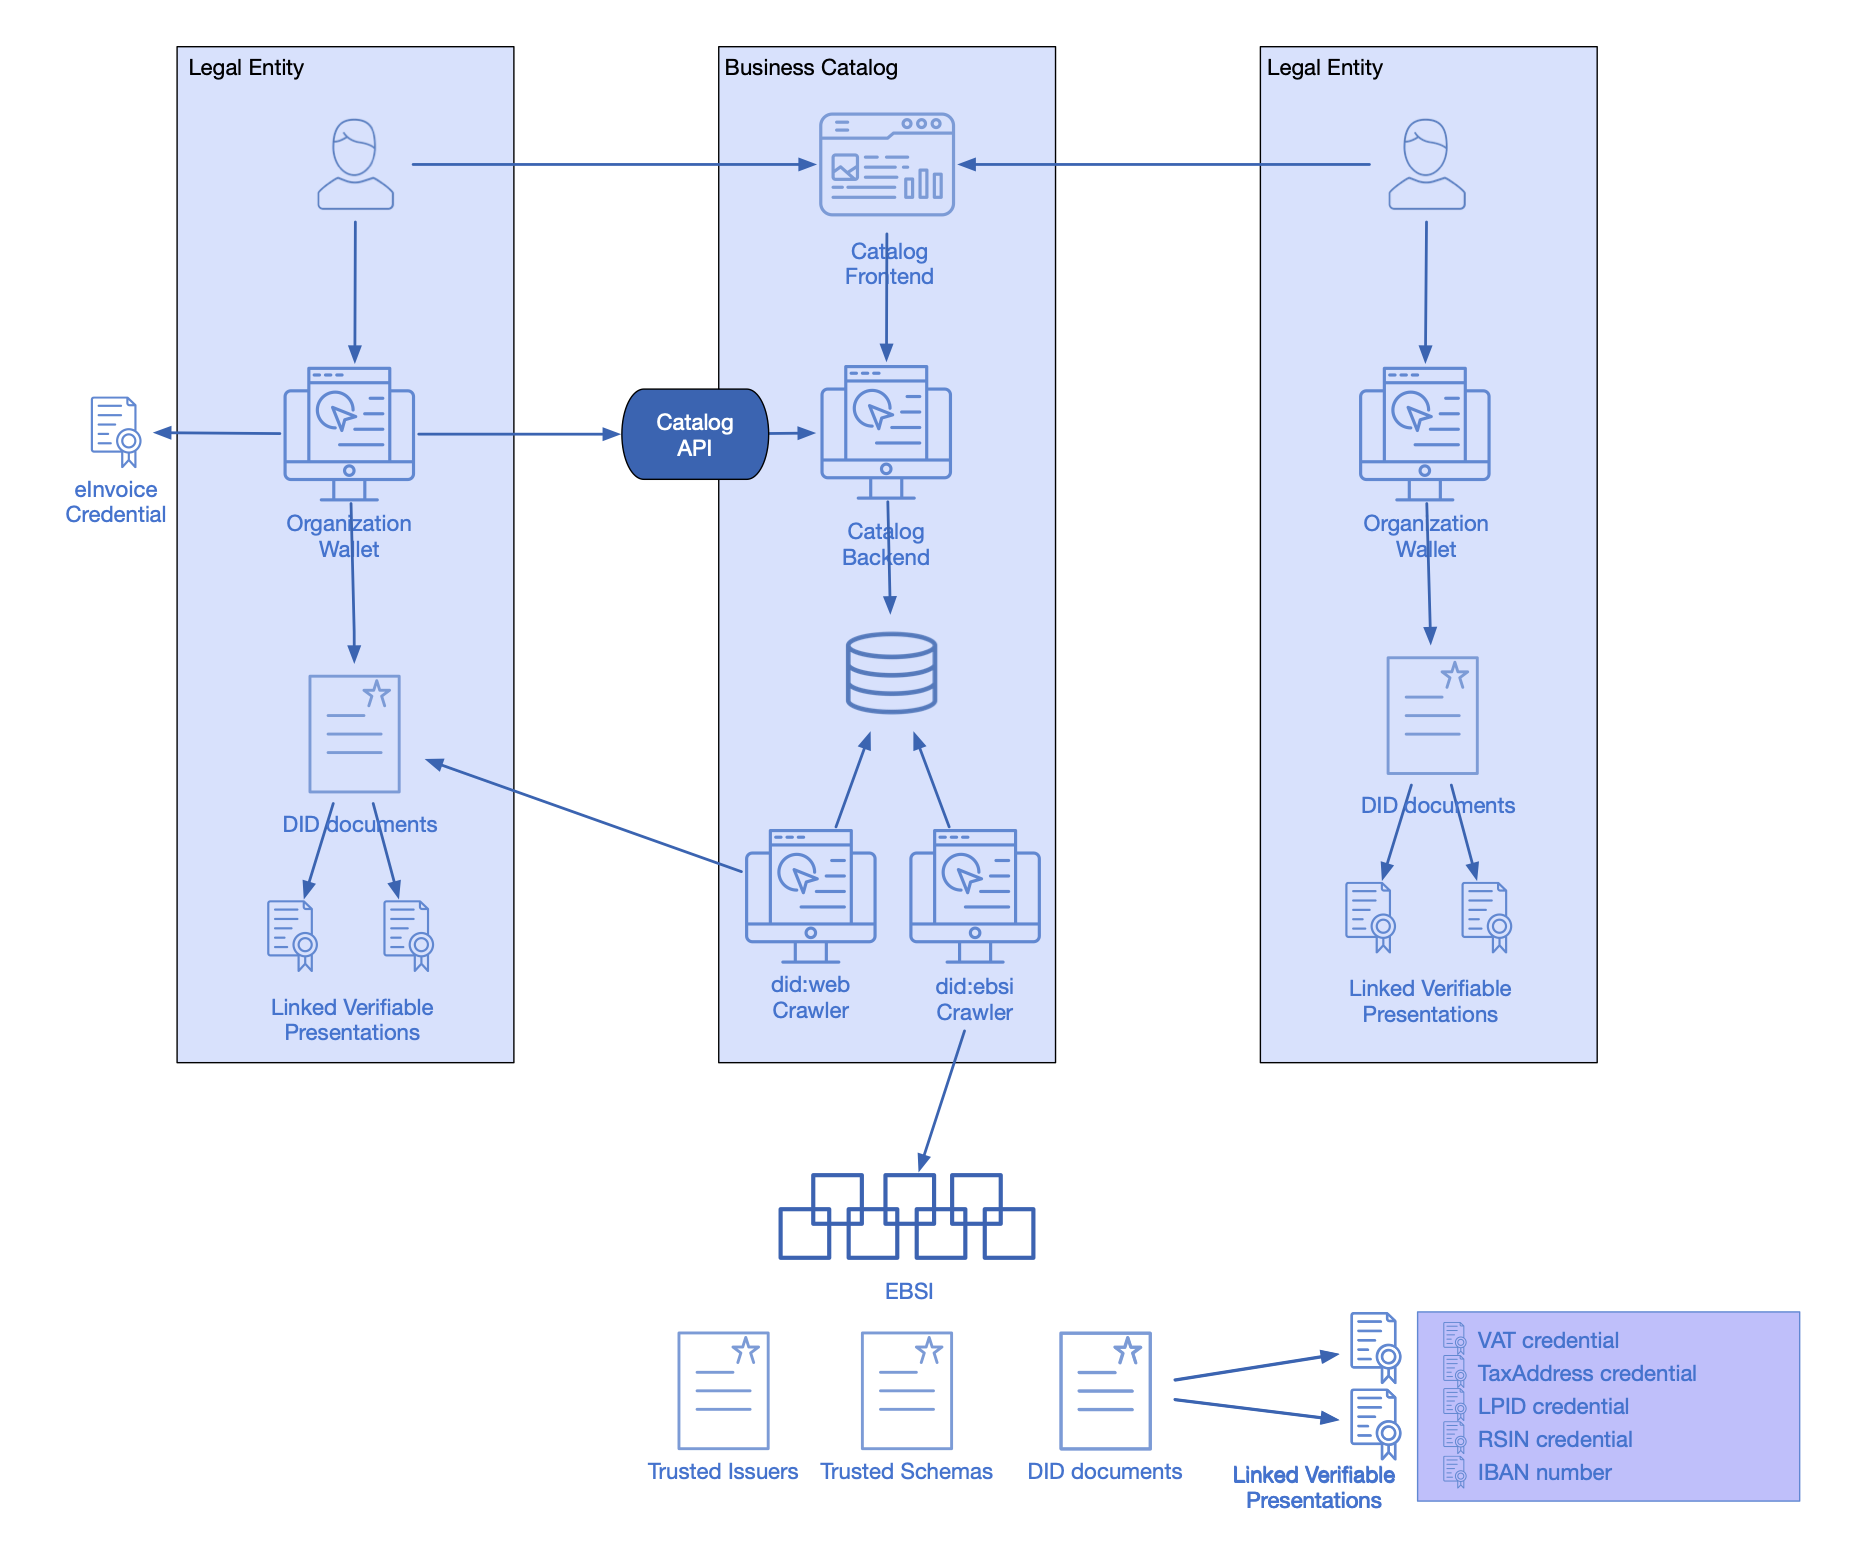 Legal Entity
Business Catalog
Legal Entity
Catalog
Frontend
Catalog
API
eInvoice
Credential
Organization
Wallet
Catalog
Backend
Organization
Wallet
DID documents
DID documents
Linked Verifiable
Presentations
did:web
Crawler
did:ebsi
Crawler
Linked Verifiable
Presentations
EBSI
Trusted Issuers
Trusted Schemas
DID documents
Linked Verifiable
Presentations
VAT credential
TaxAddress credential
LPID credential
RSIN credential
IBAN number